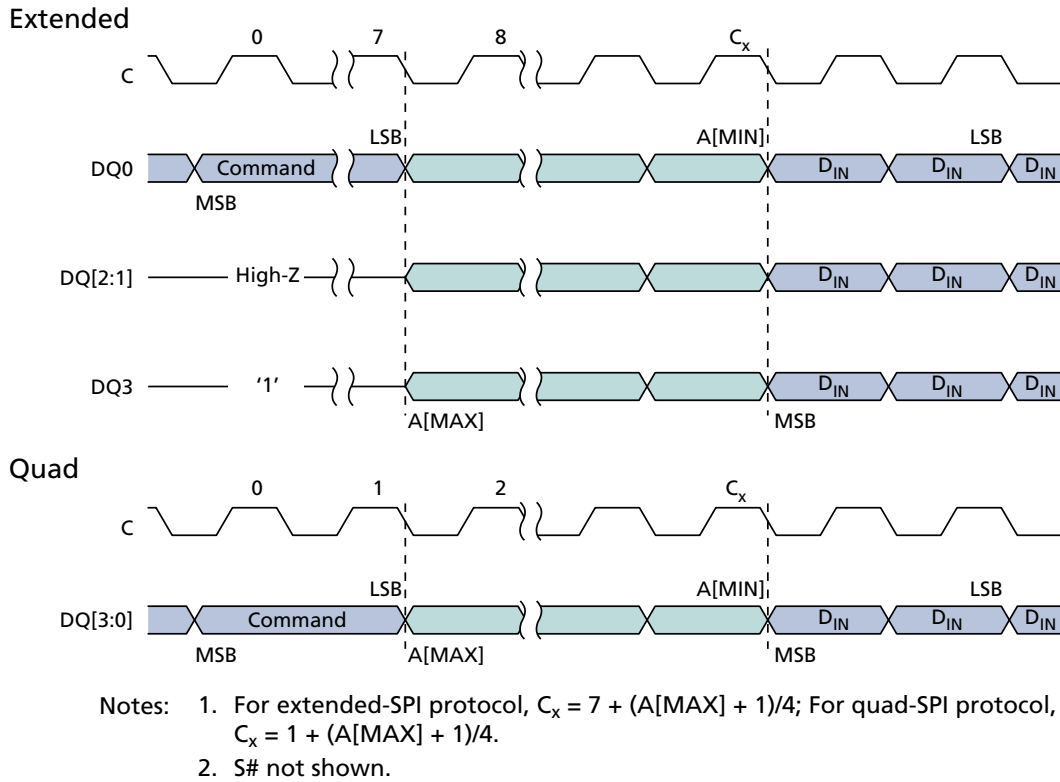 Extended
0 7 8 Cx
C
LSB A[MIN] LSB
DQ0 Command DIN DIN DIN
MSB
DQ[2:1] High-Z DIN DIN DIN
DQ3 ‘1’ DIN DIN DIN
A[MAX] MSB
Quad
0 1 2 Cx
C
LSB A[MIN] LSB
DQ[3:0] Command DIN DIN DIN
MSB A[MAX] MSB
Notes: 1. For extended-SPI protocol, Cx = 7 + (A[MAX] + 1)/4; For quad-SPI protocol,
Cx = 1 + (A[MAX] + 1)/4.
2. S# not shown.